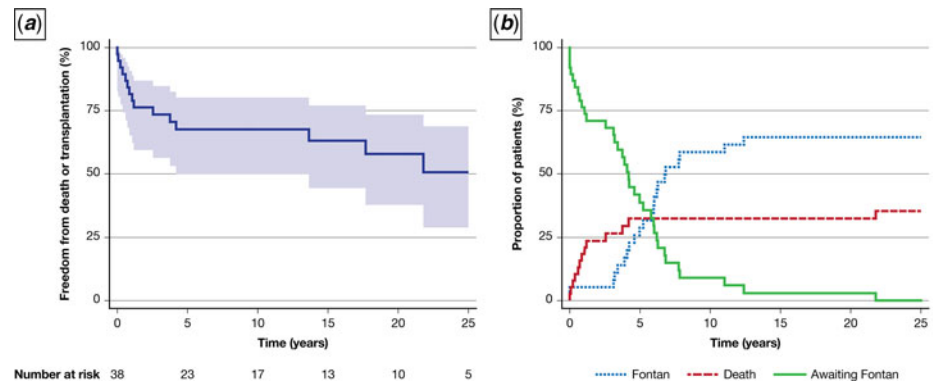 (a)
Freedom from death or transplantation (%)
100
75
50
25
0
0 5 10 15 20 25
Time (years)
Number at risk 38 23 17 13 10 5
(b)
Proportion of patients (%)
100
75
50
25
0
0 5 10 15 20 25
Time (years)
Fontan Death Awaiting Fontan